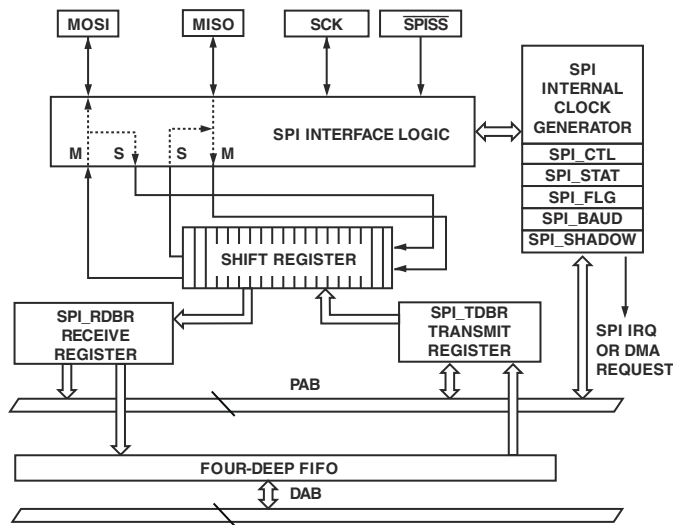 MOSI
MISO
SCK
SPISS
SPI INTERFACE LOGIC
M
S
S
M
SPI
INTERNAL
CLOCK
GENERATOR
SPI_CTL
SPI_STAT
SPI_FLG
SPI_BAUD
SPI_SHADOW
SHIFT REGISTER
SPI_RDBR
RECEIVE
REGISTER
SPI_TDBR
TRANSMIT
REGISTER
SPI IRQ
OR DMA
REQUEST
PAB
FOUR-DEEP FIFO
DAB